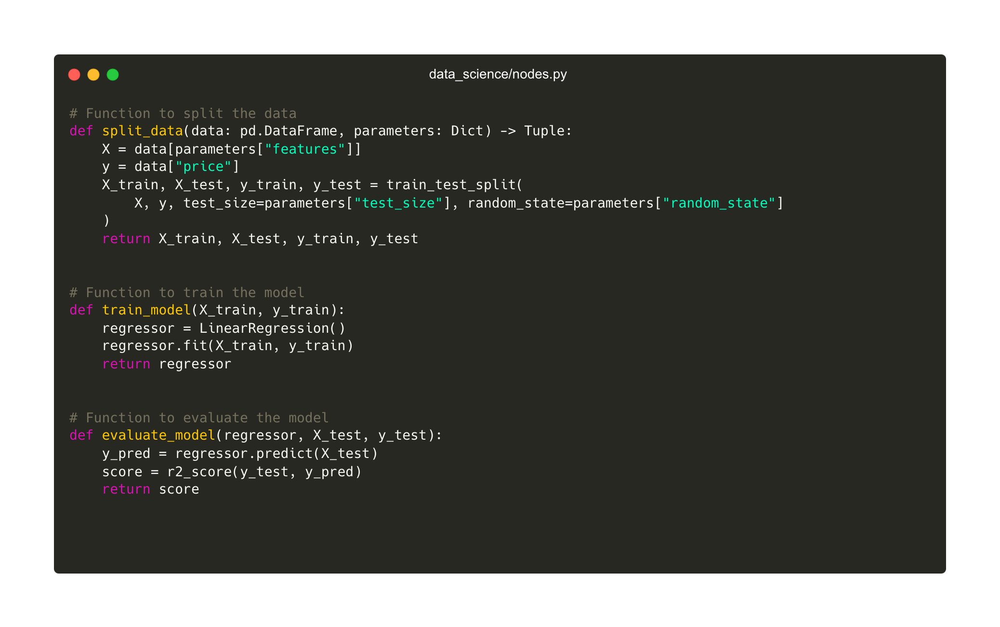 data_science/nodes.py
# Function to split the data
def split_data(data: pd.DataFrame, parameters: Dict) -> Tuple:
    X = data[parameters["features"]]
    y = data["price"]
    X_train, X_test, y_train, y_test = train_test_split(
        X, y, test_size=parameters["test_size"], random_state=parameters["random_state"]
    )
    return X_train, X_test, y_train, y_test
# Function to train the model
def train_model(X_train, y_train):
    regressor = LinearRegression()
    regressor.fit(X_train, y_train)
    return regressor
# Function to evaluate the model
def evaluate_model(regressor, X_test, y_test):
    y_pred = regressor.predict(X_test)
    score = r2_score(y_test, y_pred)
    return score